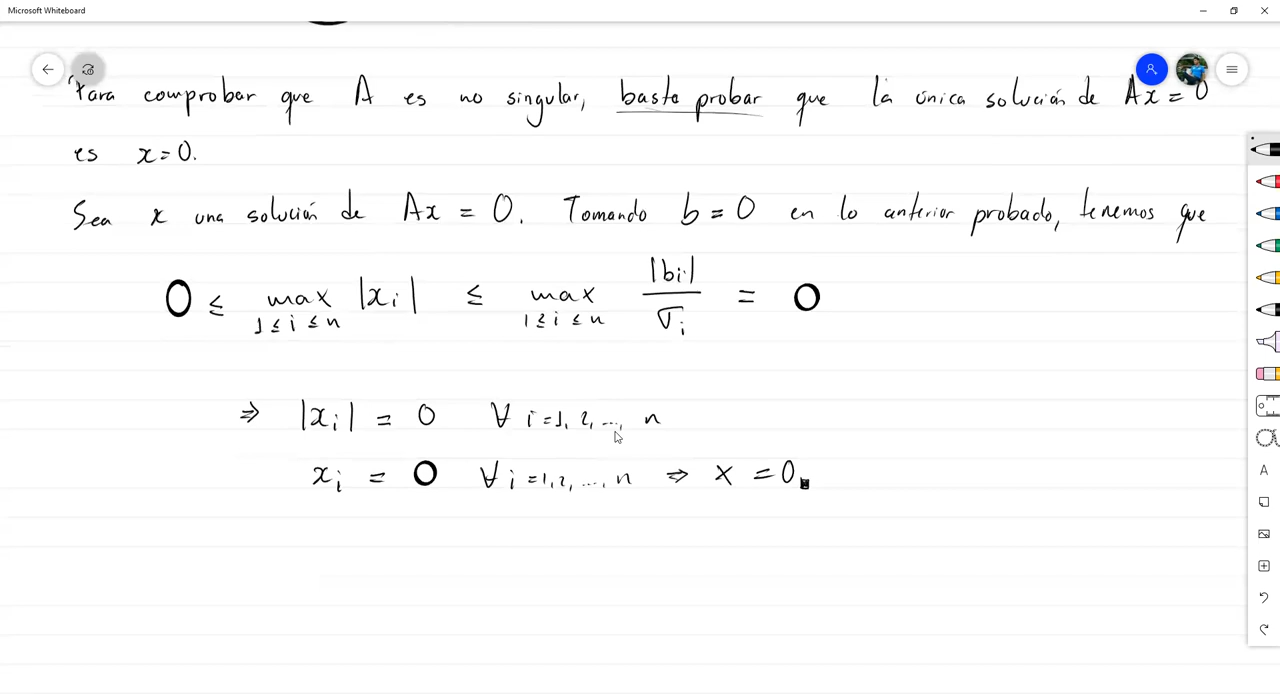 Microsoft Whiteboard
Para comprobar que A es no singular, basta probar que la única solución de Ax = 0
es x = 0.
Sea x una solución de Ax = 0. Tomando b = 0 en lo anterior probado, tenemos que
0 ≤ max |xᵢ| ≤ max |bᵢ| / σᵢ = 0
1 ≤ i ≤ n 1 ≥ i ≤ n
⇒ |xᵢ| = 0 ∀ i = 1, 2, ..., n
xᵢ = 0 ∀ i = 1, 2, ..., n ⇒ x = 0.
A